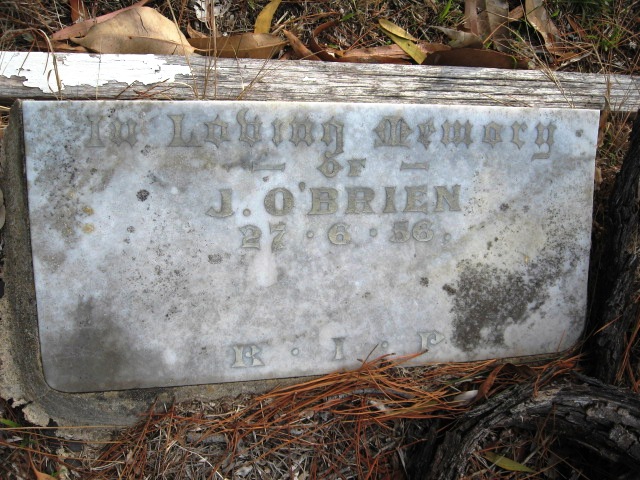 In Loving Memory
OF
J. O'BRIEN
27 · 6 · 56.
R · I · P